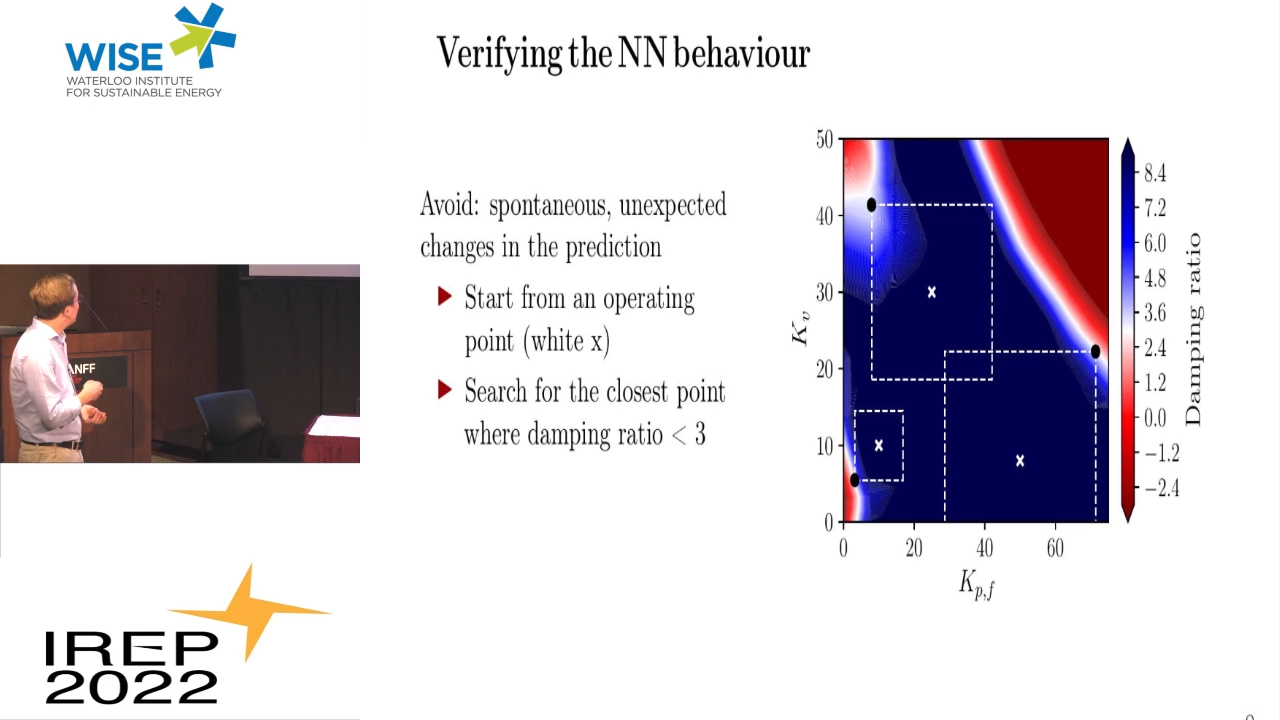 WISE
WATERLOO INSTITUTE
FOR SUSTAINABLE ENERGY
Verifying the NN behaviour
Avoid: spontaneous, unexpected
changes in the prediction
Start from an operating
point (white x)
Search for the closest point
where damping ratio < 3
50
40
30
20
10
0
K_v
0 20 40 60
K_{p,f}
8.4
7.2
6.0
4.8
3.6
2.4
1.2
0.0
−1.2
−2.4
Damping ratio
ANFF
IREP
2022